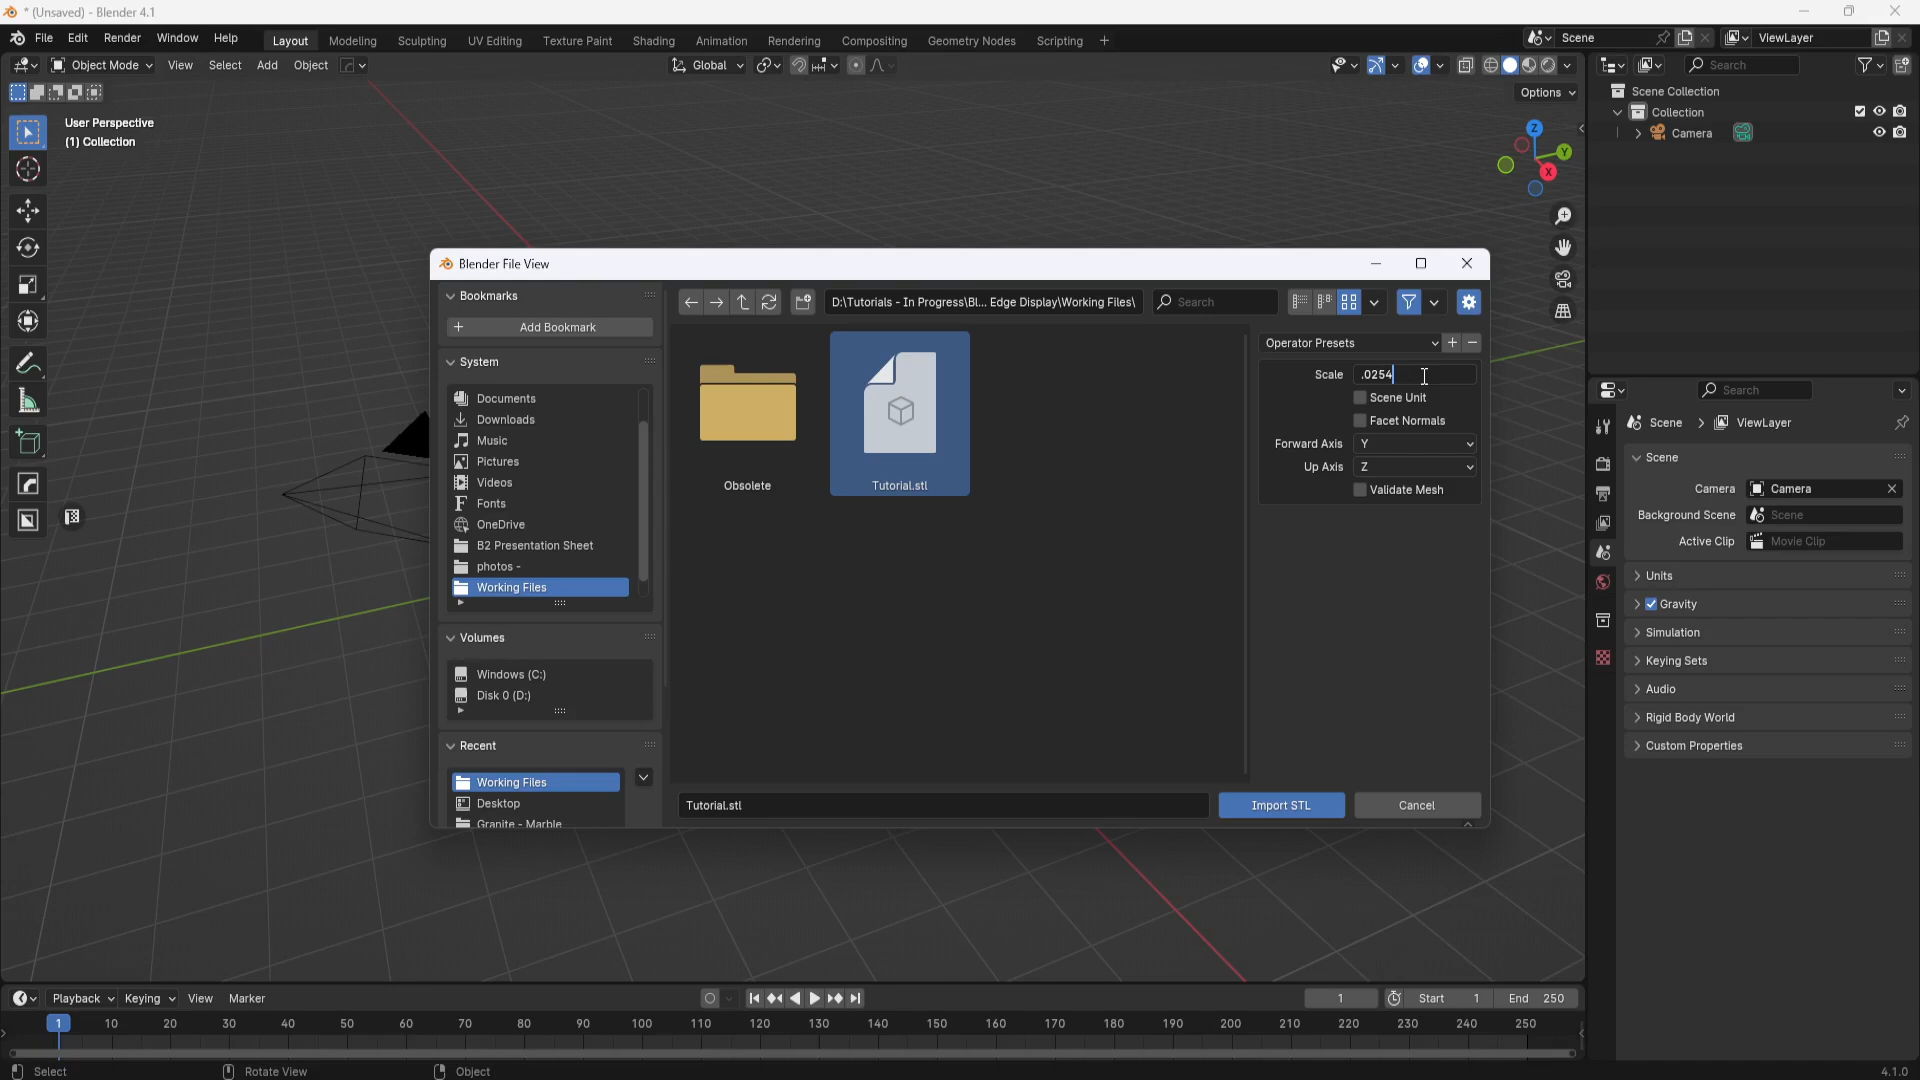 * (Unsaved) - Blender 4.1
File Edit Render Window Help Layout Modeling Sculpting UV Editing Texture Paint Shading Animation Rendering Compositing Geometry Nodes Scripting + Scene ViewLayer
Object Mode View Select Add Object Global Search
Options
User Perspective
(1) Collection
Z
Y
X
Scene Collection
Collection
Camera
Blender File View
Bookmarks
+ Add Bookmark
System
Documents
Downloads
Music
Pictures
Videos
Fonts
OneDrive
B2 Presentation Sheet
photos -
Working Files
Volumes
Windows (C:)
Disk 0 (D:)
Recent
Working Files
Desktop
Granite - Marble
D:\Tutorials - In Progress\Bl... Edge Display\Working Files\
Search
Obsolete
Tutorial.stl
Operator Presets
Scale .0254
Scene Unit
Facet Normals
Forward Axis Y
Up Axis Z
Validate Mesh
Tutorial.stl
Import STL
Cancel
Search
Scene > ViewLayer
Scene
Camera Camera
Background Scene Scene
Active Clip Movie Clip
Units
Gravity
Simulation
Keying Sets
Audio
Rigid Body World
Custom Properties
Playback Keying View Marker 1 Start 1 End 250
1 10 20 30 40 50 60 70 80 90 100 110 120 130 140 150 160 170 180 190 200 210 220 230 240 250
Select Rotate View Object 4.1.0